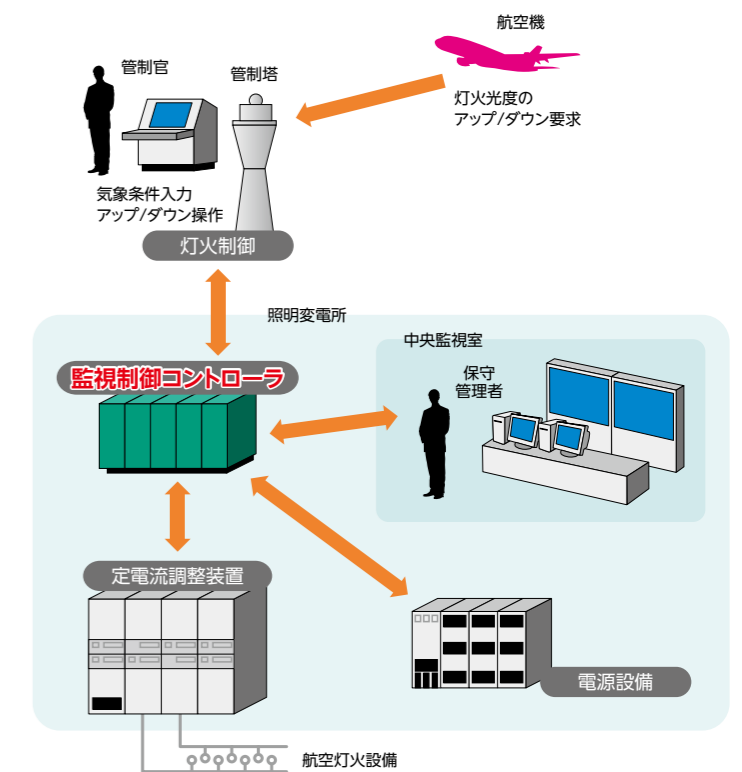 航空機
管制官
管制塔
灯火光度の
アップ/ダウン要求
気象条件入力
アップ/ダウン操作
灯火制御
照明変電所
中央監視室
監視制御コントローラ
保守
管理者
定電流調整装置
電源設備
航空灯火設備